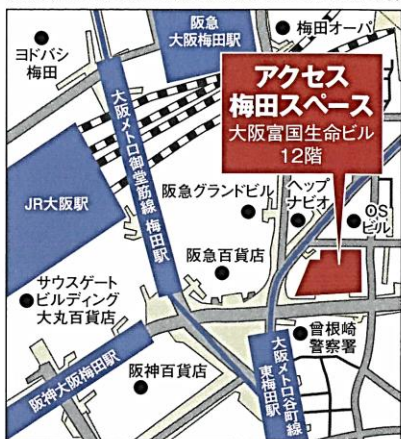 阪急
大阪梅田駅
梅田オーパ
ヨドバシ
梅田
アクセス
梅田スペース
大阪富国生命ビル
12階
大阪メトロ御堂筋線 梅田駅
JR大阪駅
阪急グランドビル
ヘップ
ナビオ
OS
ビル
阪急百貨店
サウスゲート
ビルディング
大丸百貨店
曾根崎
警察署
阪神大阪梅田駅
阪神百貨店
大阪メトロ谷町線
東梅田駅